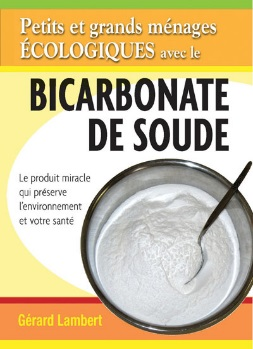 Petits et grands ménages
ÉCOLOGIQUES avec le
BICARBONATE
DE SOUDE
Le produit miracle
qui préserve
l'environnement
et votre santé
Gérard Lambert